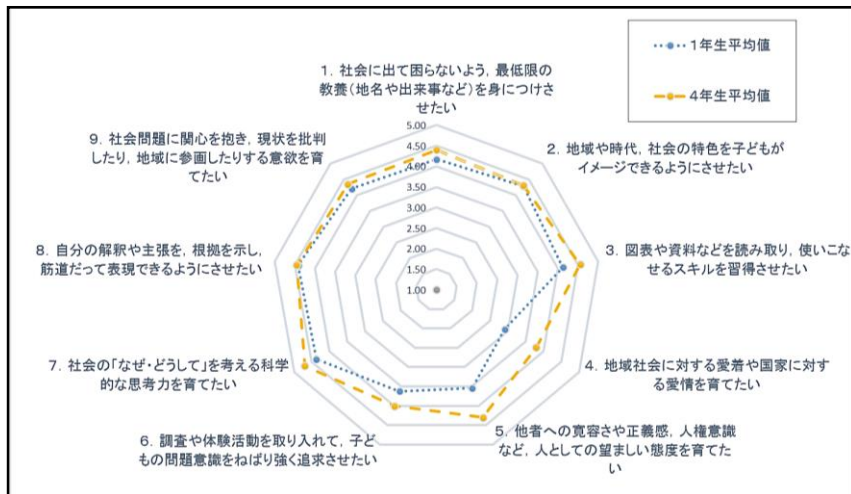 1年生平均値
4年生平均値
1．社会に出て困らないよう，最低限の
教養（地名や出来事など）を身につけさ
せたい
2．地域や時代，社会の特色を子どもが
イメージできるようにさせたい
3．図表や資料などを読み取り，使いこな
せるスキルを習得させたい
4．地域社会に対する愛着や国家に対す
る愛情を育てたい
5．他者への寛容さや正義感，人権意識
など，人としての望ましい態度を育てた
い
6．調査や体験活動を取り入れて，子ど
もの問題意識をねばり強く追求させたい
7．社会の「なぜ・どうして」を考える科学
的な思考力を育てたい
8．自分の解釈や主張を，根拠を示し，
筋道だって表現できるようにさせたい
9．社会問題に関心を抱き，現状を批判
したり，地域に参画したりする意欲を育
てたい
5.00
4.50
4.00
3.50
3.00
2.50
2.00
1.50
1.00